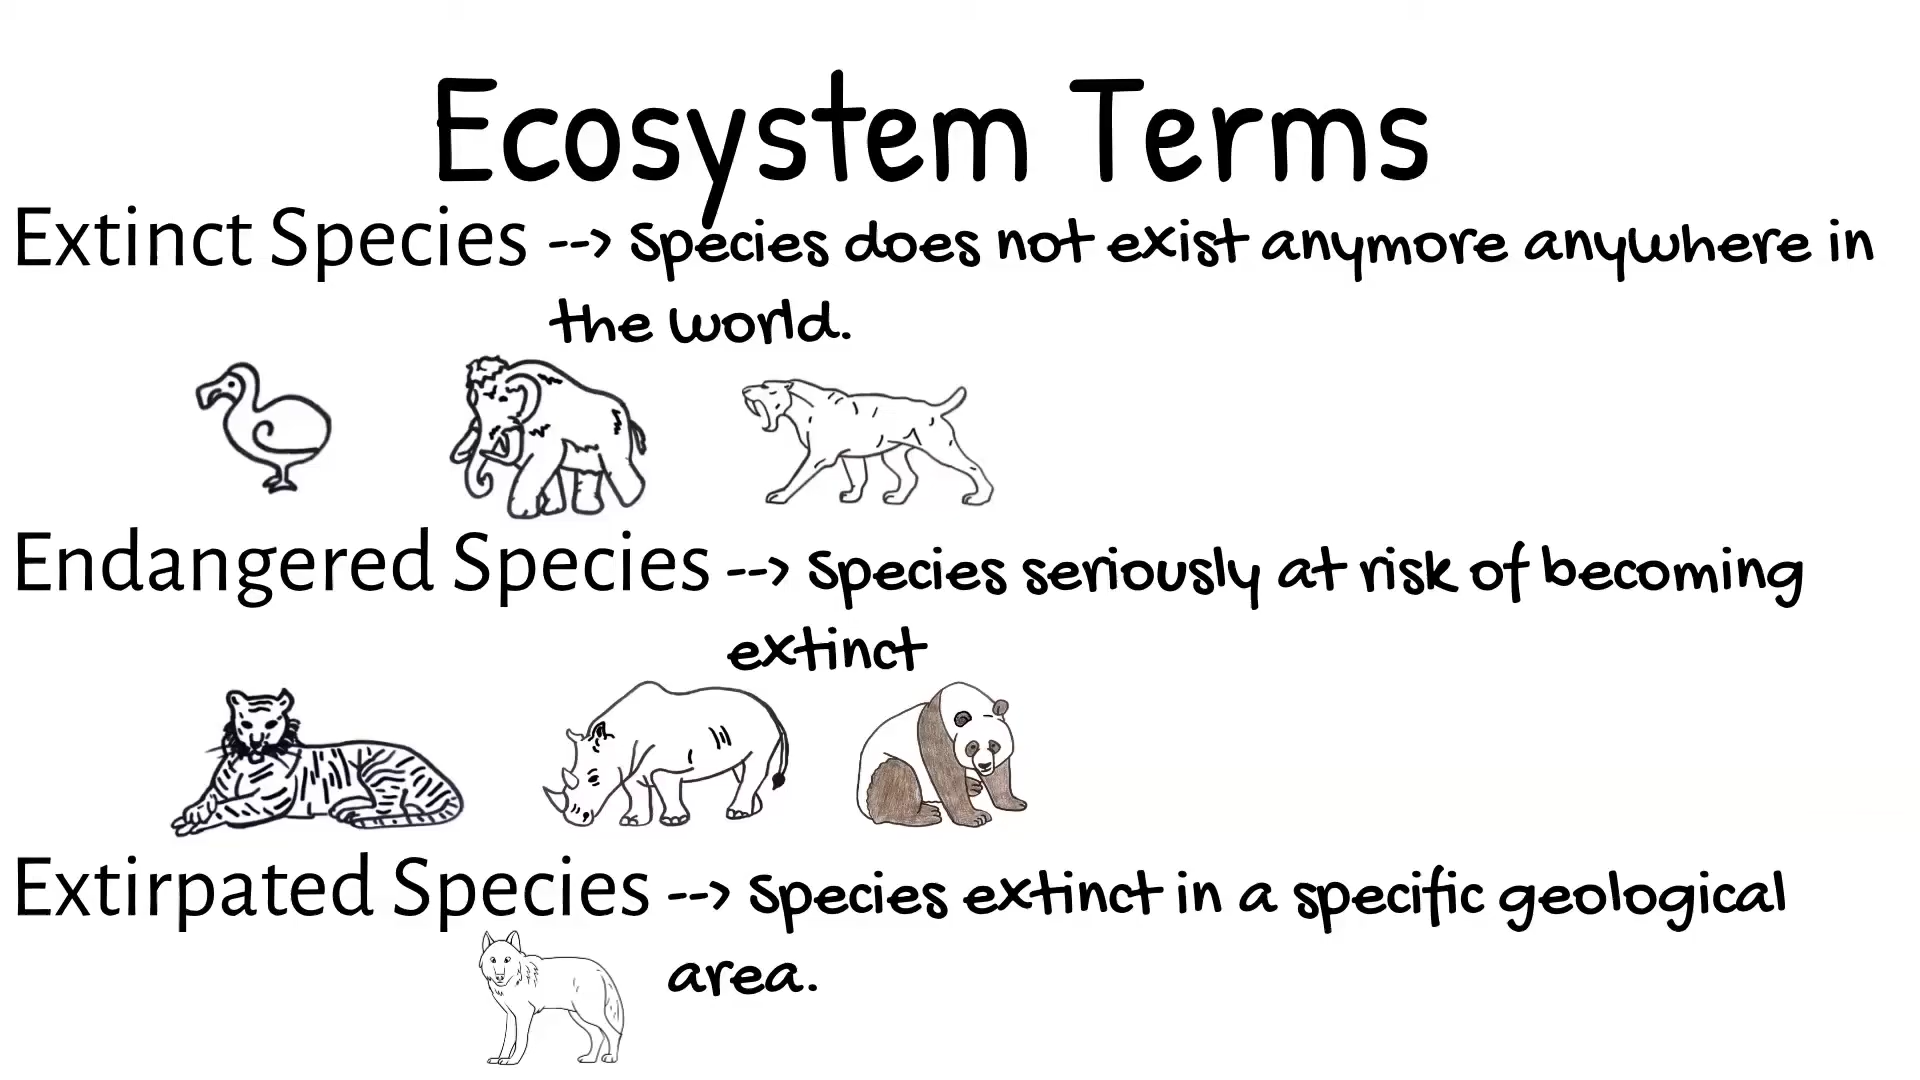 Ecosystem Terms
Extinct Species --> Species does not exist anymore anywhere in
the world.
Endangered Species --> Species seriously at risk of becoming
extinct
Extirpated Species --> Species extinct in a specific geological
area.